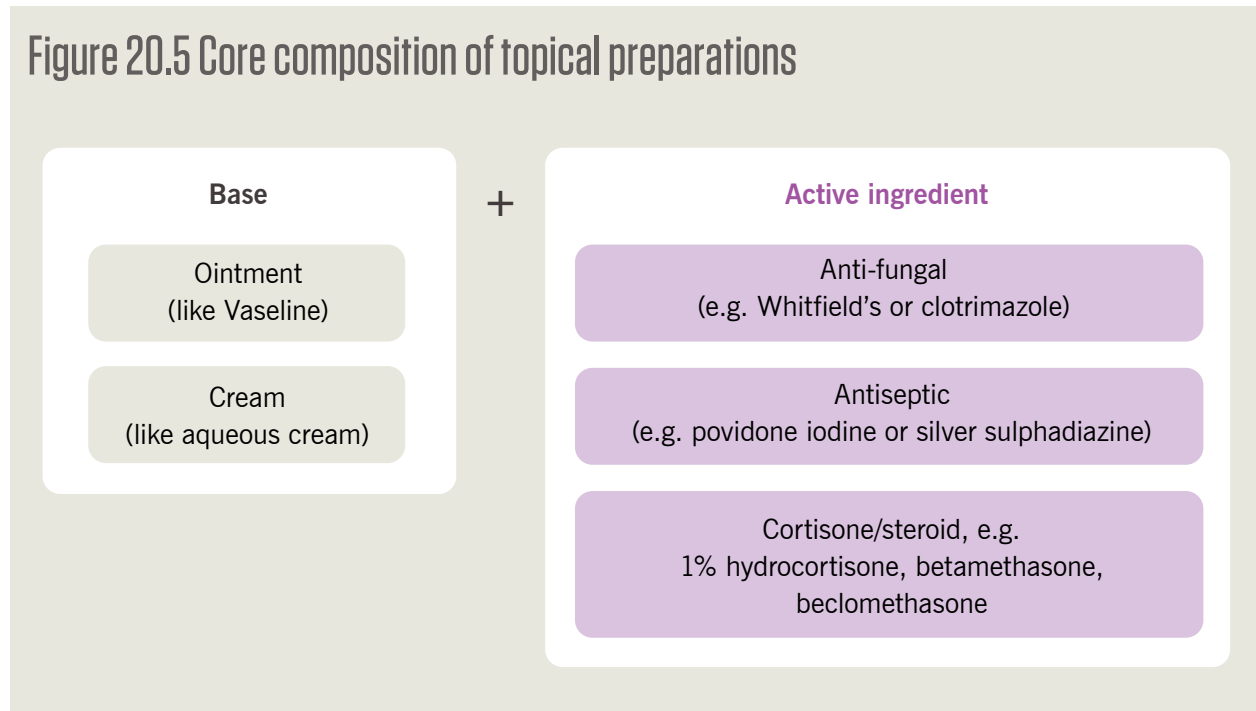 Figure 20.5 Core composition of topical preparations
Base
Ointment
(like Vaseline)
Cream
(like aqueous cream)
+
Active ingredient
Anti-fungal
(e.g. Whitfield’s or clotrimazole)
Antiseptic
(e.g. povidone iodine or silver sulphadiazine)
Cortisone/steroid, e.g.
1% hydrocortisone, betamethasone,
beclomethasone